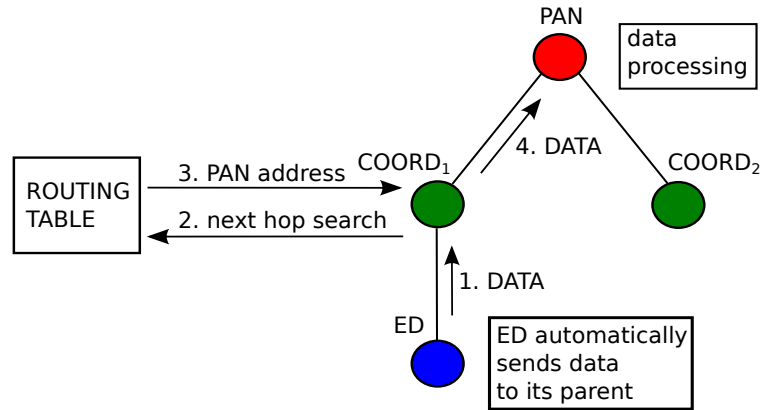 PAN
data
processing
COORD₁
COORD₂
4. DATA
3. PAN address
ROUTING
TABLE
2. next hop search
1. DATA
ED
ED automatically
sends data
to its parent